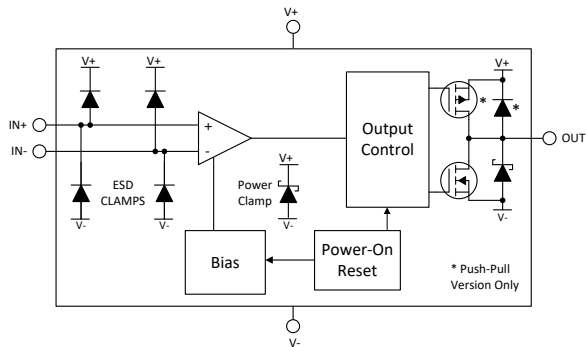 V+
V+
V+
V+
*
*
IN+
IN-
+
-
Output
Control
OUT
ESD
CLAMPS
Power
Clamp
V+
V-
V-
V-
V-
Bias
Power-On
Reset
* Push-Pull
Version Only
V-